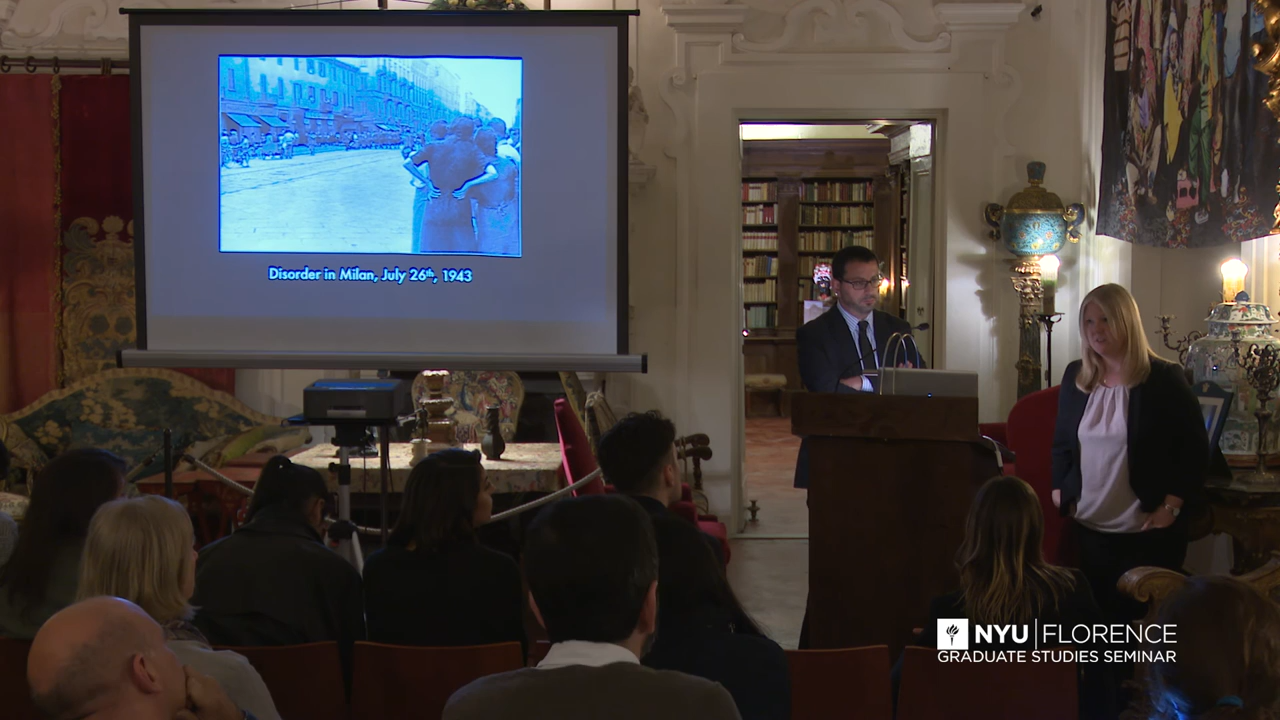 Disorder in Milan, July 26th, 1943
NYU FLORENCE
GRADUATE STUDIES SEMINAR